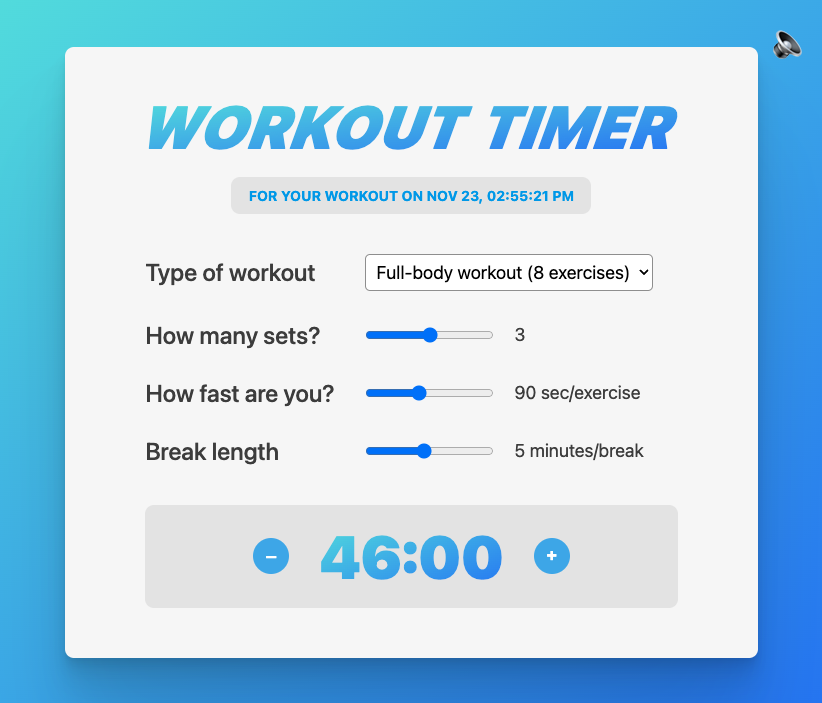 WORKOUT TIMER
FOR YOUR WORKOUT ON NOV 23, 02:55:21 PM
Type of workout Full-body workout (8 exercises)
How many sets? 3
How fast are you? 90 sec/exercise
Break length 5 minutes/break
– 46:00 +